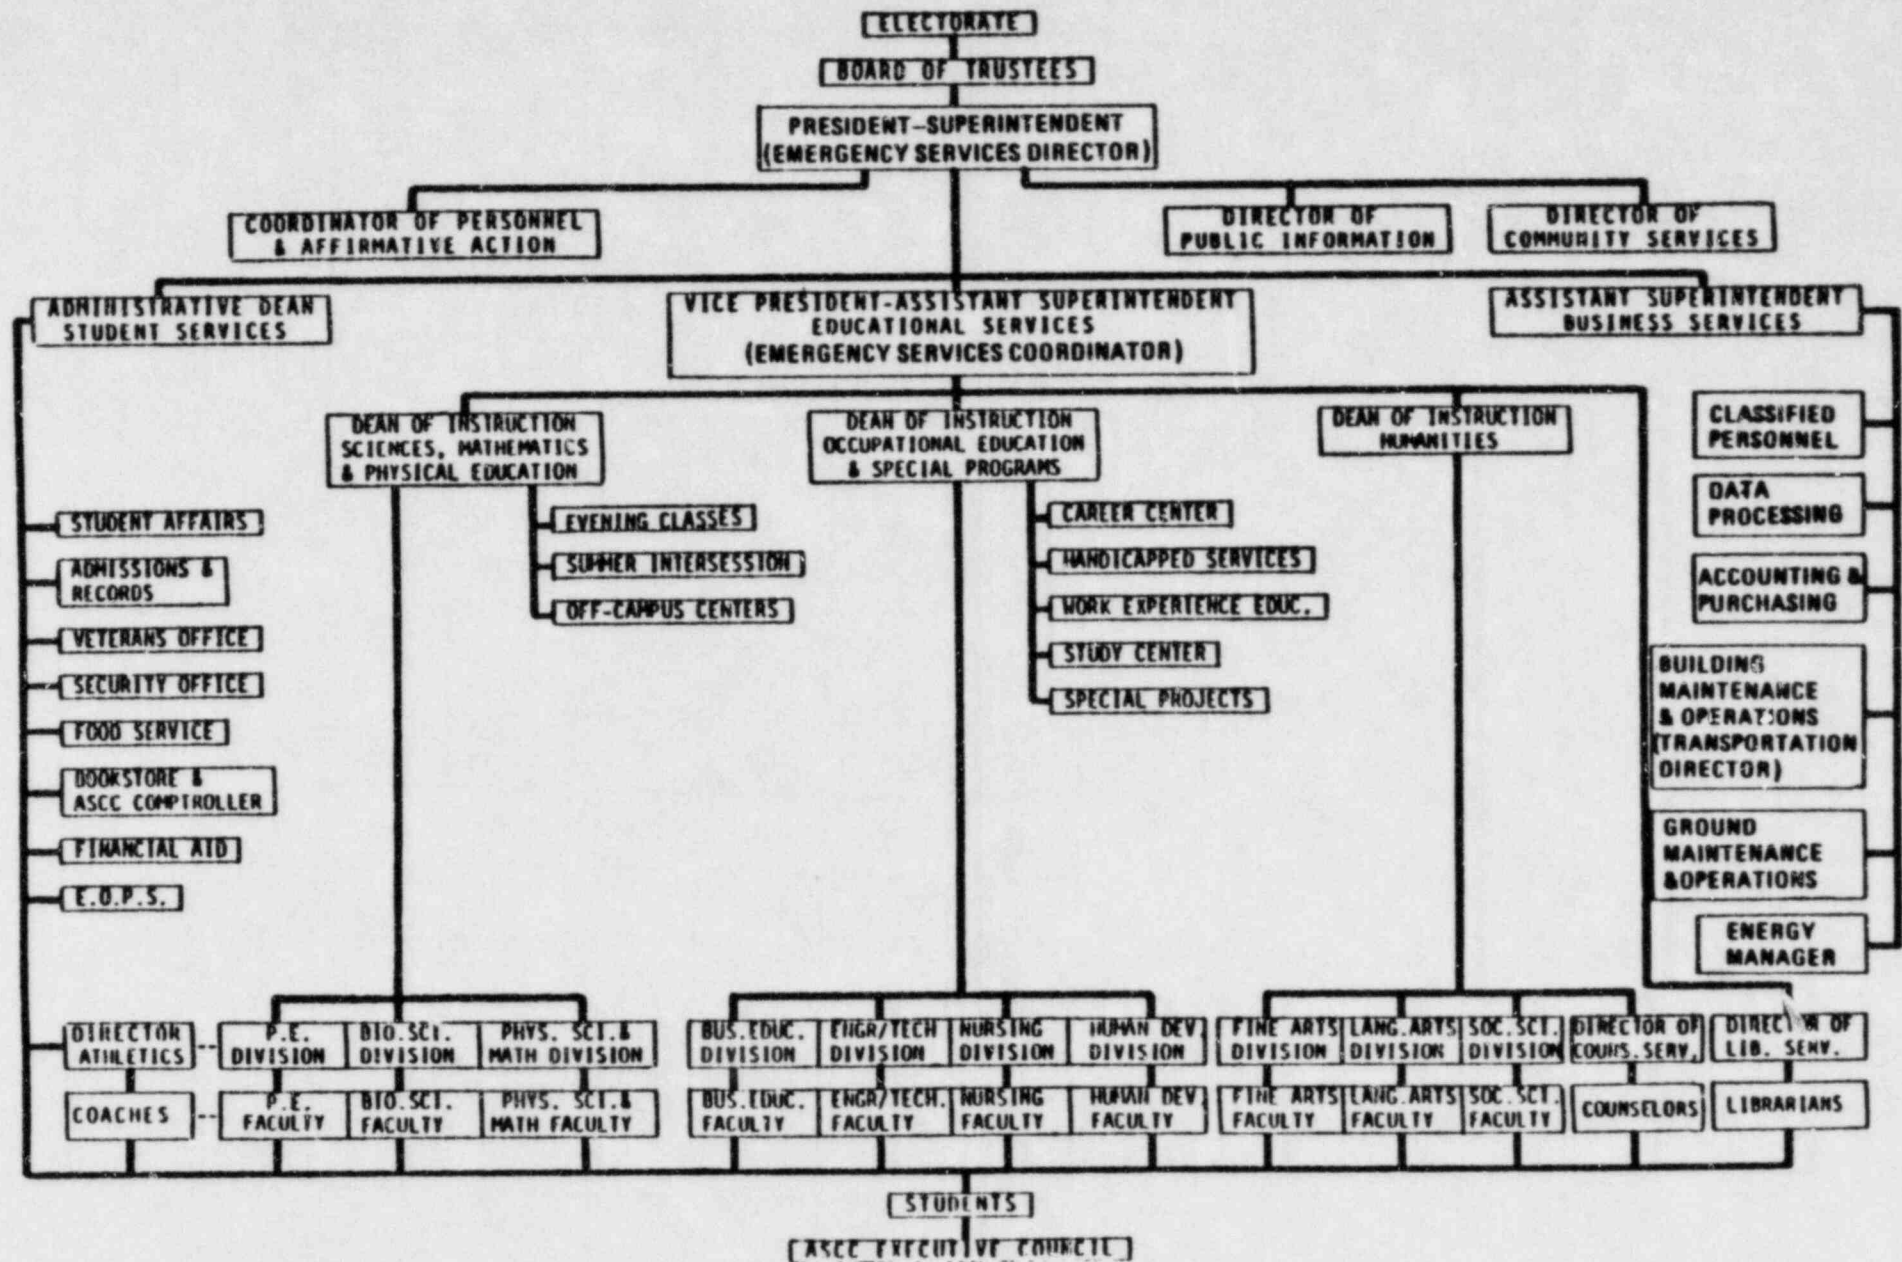 ELECTORATE
BOARD OF TRUSTEES
PRESIDENT-SUPERINTENDENT
(EMERGENCY SERVICES DIRECTOR)
COORDINATOR OF PERSONNEL
& AFFIRMATIVE ACTION
DIRECTOR OF
PUBLIC INFORMATION
DIRECTOR OF
COMMUNITY SERVICES
ADMINISTRATIVE DEAN
STUDENT SERVICES
VICE PRESIDENT-ASSISTANT SUPERINTENDENT
EDUCATIONAL SERVICES
(EMERGENCY SERVICES COORDINATOR)
ASSISTANT SUPERINTENDENT
BUSINESS SERVICES
DEAN OF INSTRUCTION
SCIENCES, MATHEMATICS
& PHYSICAL EDUCATION
DEAN OF INSTRUCTION
OCCUPATIONAL EDUCATION
& SPECIAL PROGRAMS
DEAN OF INSTRUCTION
HUMANITIES
STUDENT AFFAIRS
ADMISSIONS &
RECORDS
VETERANS OFFICE
SECURITY OFFICE
FOOD SERVICE
BOOKSTORE &
ASCC COMPTROLLER
FINANCIAL AID
E.O.P.S.
EVENING CLASSES
SUMMER INTERSESSION
OFF-CAMPUS CENTERS
CAREER CENTER
HANDICAPPED SERVICES
WORK EXPERIENCE EDUC.
STUDY CENTER
SPECIAL PROJECTS
CLASSIFIED
PERSONNEL
DATA
PROCESSING
ACCOUNTING &
PURCHASING
BUILDING
MAINTENANCE
& OPERATIONS
(TRANSPORTATION
DIRECTOR)
GROUND
MAINTENANCE
&OPERATIONS
ENERGY
MANAGER
DIRECTOR
ATHLETICS
P.E.
DIVISION
BIO.SCI.
DIVISION
PHYS. SCI.&
MATH DIVISION
BUS.EDUC.
DIVISION
ENGR/TECH
DIVISION
NURSING
DIVISION
HUMAN DEV.
DIVISION
FINE ARTS
DIVISION
LANG.ARTS
DIVISION
SOC.SCI.
DIVISION
DIRECTOR OF
COUNS.SERV.
DIRECTOR OF
LIB. SERV.
COACHES
P.E.
FACULTY
BIO.SCI.
FACULTY
PHYS. SCI.&
MATH FACULTY
BUS.EDUC.
FACULTY
ENGR/TECH.
FACULTY
NURSING
FACULTY
HUMAN DEV.
FACULTY
FINE ARTS
FACULTY
LANG.ARTS
FACULTY
SOC.SCI.
FACULTY
COUNSELORS
LIBRARIANS
STUDENTS
ASCC EXECUTIVE COUNCIL